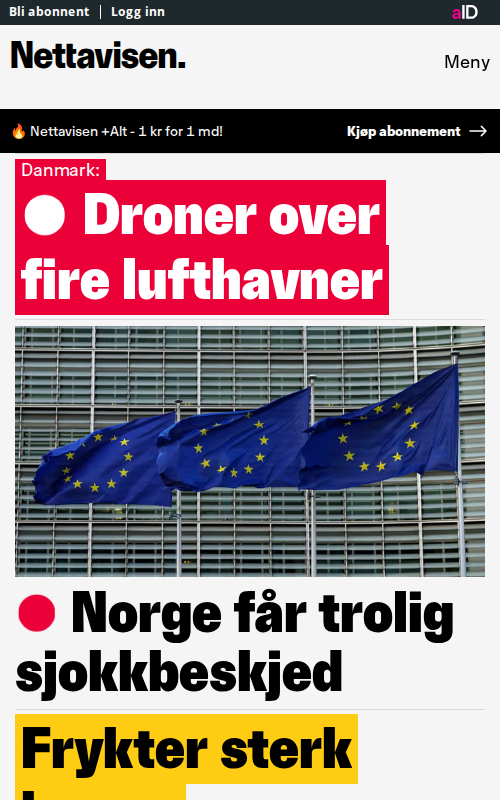 Bli abonnent | Logg inn
aID
Nettavisen.
Meny
🔥 Nettavisen +Alt - 1 kr for 1 md!
Kjøp abonnement →
Danmark:
Droner over
fire lufthavner
Norge får trolig
sjokkbeskjed
Frykter sterk